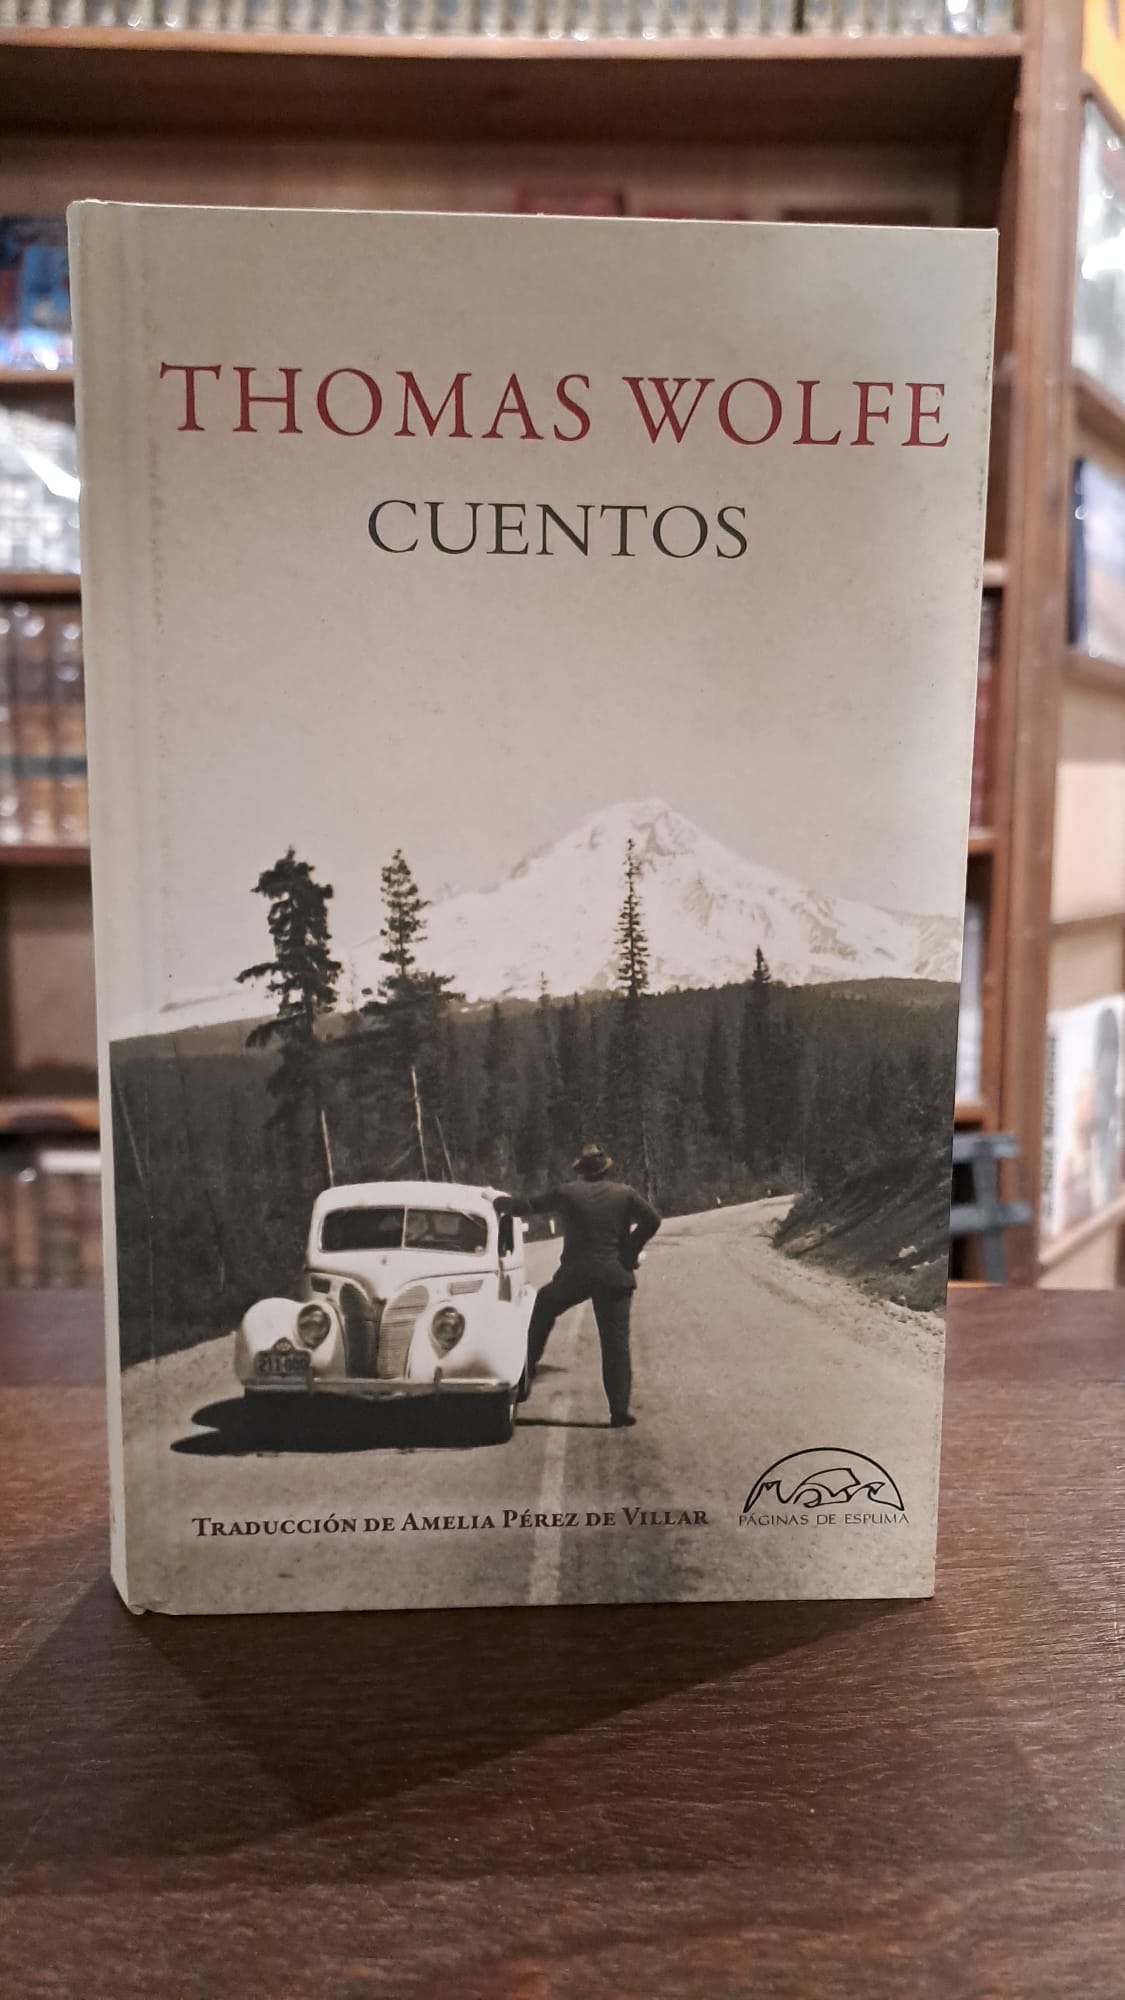 THOMAS WOLFE
CUENTOS
TRADUCCIÓN DE AMELIA PÉREZ DE VILLAR
PÁGINAS DE ESPUMA